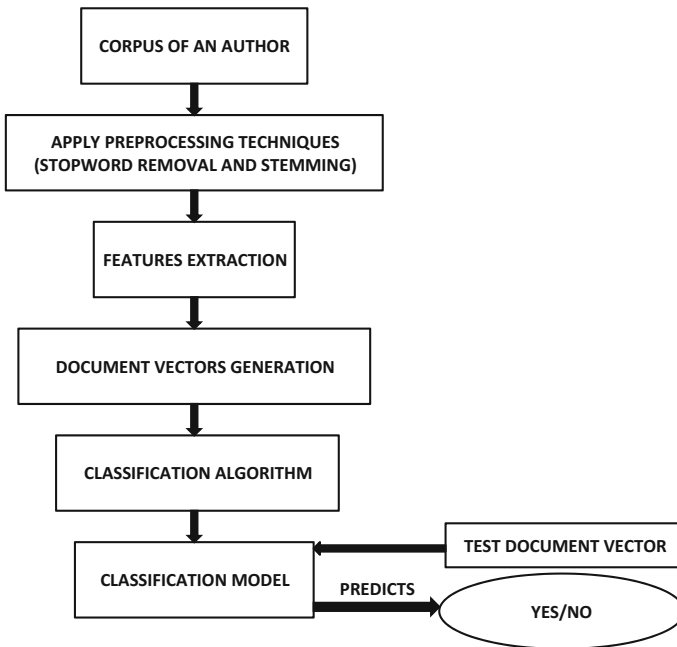 CORPUS OF AN AUTHOR
APPLY PREPROCESSING TECHNIQUES
(STOPWORD REMOVAL AND STEMMING)
FEATURES EXTRACTION
DOCUMENT VECTORS GENERATION
CLASSIFICATION ALGORITHM
TEST DOCUMENT VECTOR
CLASSIFICATION MODEL
PREDICTS
YES/NO